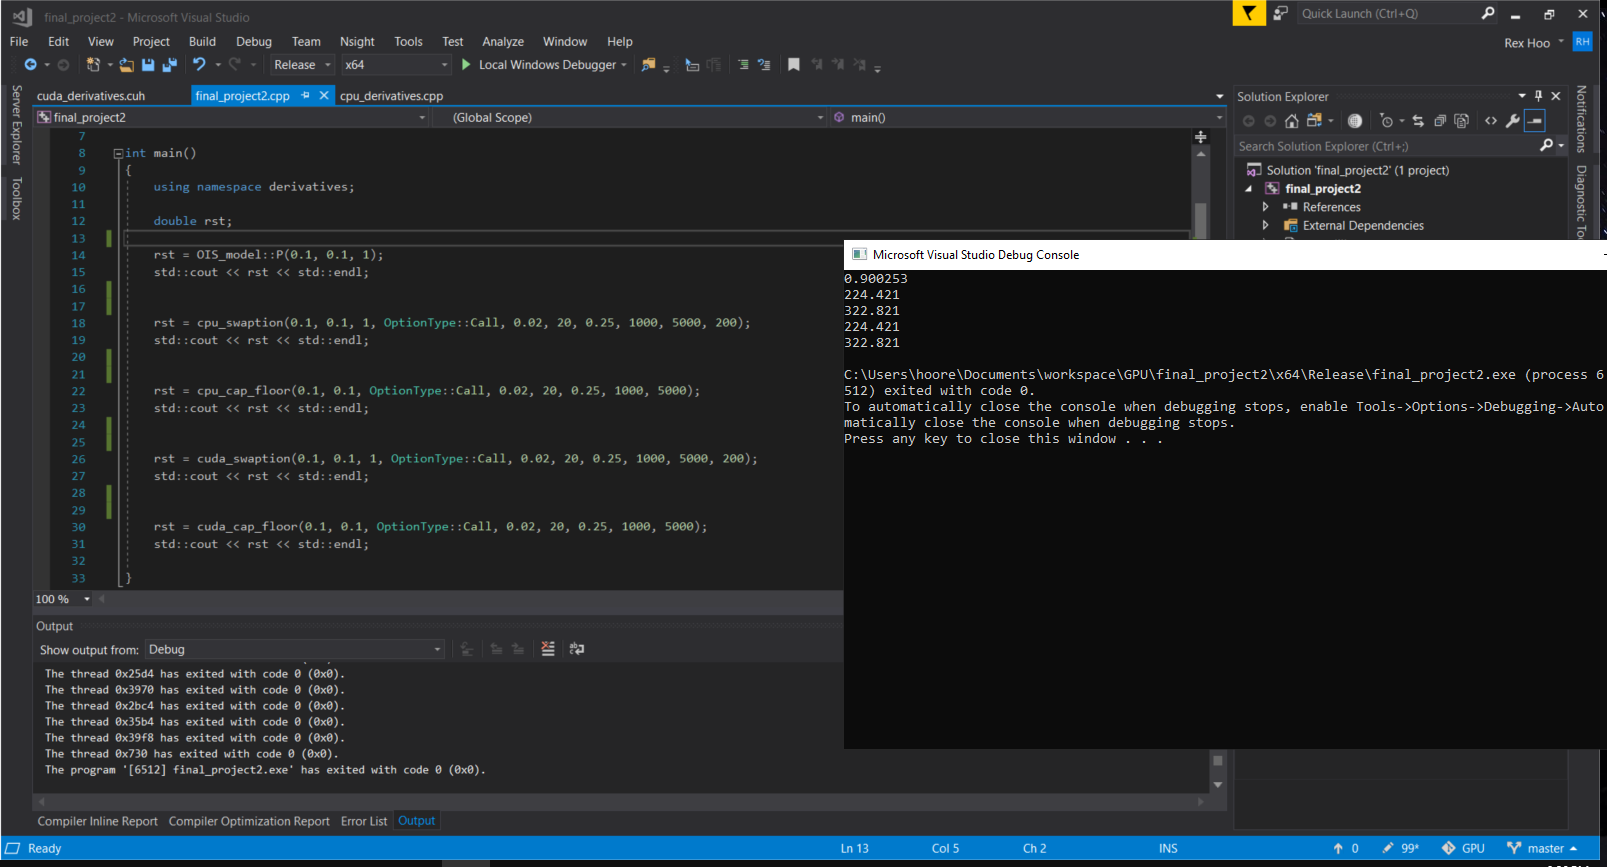 final_project2 - Microsoft Visual Studio
Quick Launch (Ctrl+Q)
File Edit View Project Build Debug Team Nsight Tools Test Analyze Window Help
Rex Hoo RH
Release x64 Local Windows Debugger
Server Explorer
Toolbox
cuda_derivatives.cuh final_project2.cpp cpu_derivatives.cpp
final_project2 (Global Scope) main()
7
8 int main()
9 {
10 using namespace derivatives;
11
12 double rst;
13
14 rst = OIS_model::P(0.1, 0.1, 1);
15 std::cout << rst << std::endl;
16
17
18 rst = cpu_swaption(0.1, 0.1, 1, OptionType::Call, 0.02, 20, 0.25, 1000, 5000, 200);
19 std::cout << rst << std::endl;
20
21
22 rst = cpu_cap_floor(0.1, 0.1, OptionType::Call, 0.02, 20, 0.25, 1000, 5000);
23 std::cout << rst << std::endl;
24
25
26 rst = cuda_swaption(0.1, 0.1, 1, OptionType::Call, 0.02, 20, 0.25, 1000, 5000, 200);
27 std::cout << rst << std::endl;
28
29
30 rst = cuda_cap_floor(0.1, 0.1, OptionType::Call, 0.02, 20, 0.25, 1000, 5000);
31 std::cout << rst << std::endl;
32
33 }
100 %
Solution Explorer
Search Solution Explorer (Ctrl+;)
Solution 'final_project2' (1 project)
final_project2
References
External Dependencies
Notifications
Diagnostic
Microsoft Visual Studio Debug Console
0.900253
224.421
322.821
224.421
322.821
C:\Users\hoore\Documents\workspace\GPU\final_project2\x64\Release\final_project2.exe (process 6
512) exited with code 0.
To automatically close the console when debugging stops, enable Tools->Options->Debugging->Auto
matically close the console when debugging stops.
Press any key to close this window . . .
Output
Show output from: Debug
The thread 0x25d4 has exited with code 0 (0x0).
The thread 0x3970 has exited with code 0 (0x0).
The thread 0x2bc4 has exited with code 0 (0x0).
The thread 0x35b4 has exited with code 0 (0x0).
The thread 0x39f8 has exited with code 0 (0x0).
The thread 0x730 has exited with code 0 (0x0).
The program '[6512] final_project2.exe' has exited with code 0 (0x0).
Compiler Inline Report Compiler Optimization Report Error List Output
Ready Ln 13 Col 5 Ch 2 INS 0 99* GPU master